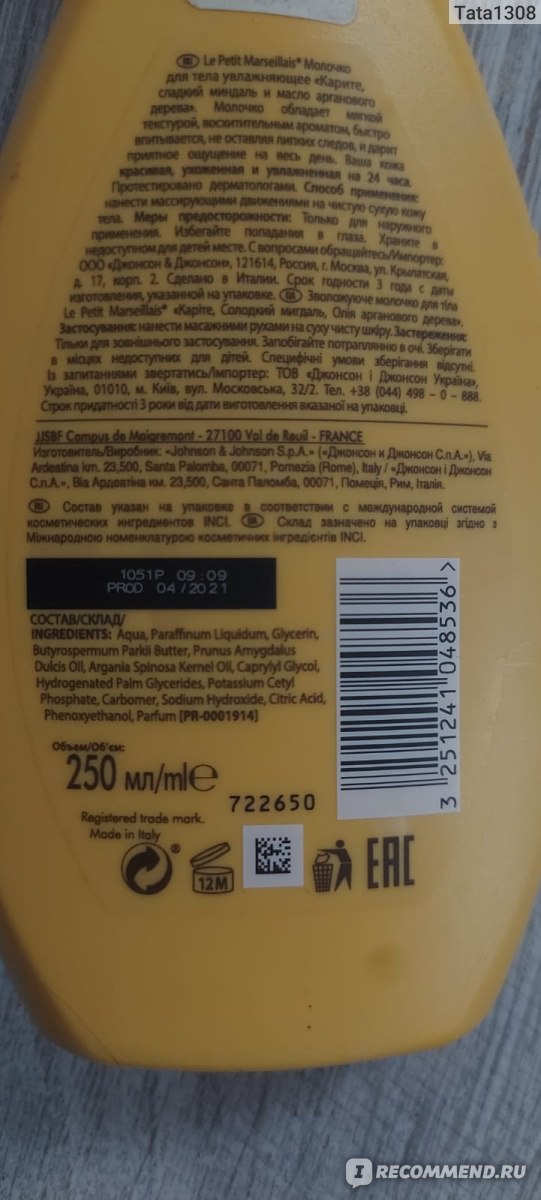 Tata1308
RU Le Petit Marseillais® Молочко
для тела увлажняющее «Карите,
сладкий миндаль и масло арганового
дерева». Молочко обладает мягкой
текстурой, восхитительным ароматом, быстро
впитывается, не оставляя липких следов, и дарит
приятное ощущение на весь день. Ваша кожа
красивая, ухоженная и увлажненная на 24 часа.
Протестировано дерматологами. Способ применения:
нанести массирующими движениями на чистую сухую кожу
тела. Меры предосторожности: Только для наружного
применения. Избегайте попадания в глаза. Храните в
недоступном для детей месте. С вопросами обращайтесь/Импортер:
ООО «Джонсон & Джонсон», 121614, Россия, г. Москва, ул. Крылатская,
д. 17, корп. 2. Сделано в Италии. Срок годности 3 года с даты
изготовления, указанной на упаковке. UA Зволожуюче молочко для тіла
Le Petit Marseillais® «Каріте, Солодкий мигдаль, Олія арганового дерева».
Застосування: нанести масажними рухами на суху чисту шкіру. Застереження:
Тільки для зовнішнього застосування. Запобігайте потраплянню в очі. Зберігати
в місцях недоступних для дітей. Специфічні умови зберігання відсутні.
Із запитаннями звертатись/Імпортер: ТОВ «Джонсон і Джонсон Україна»,
Україна, 01010, м. Київ, вул. Московська, 32/2. Тел. +38 (044) 498 – 0 – 888.
Строк придатності 3 роки від дати виготовлення вказаної на упаковці.
JJSBF Campus de Maigremont - 27100 Val de Reuil - FRANCE
Изготовитель/Виробник: «Johnson & Johnson S.p.A.» («Джонсон и Джонсон С.п.А.»), Via
Ardeatina km. 23,500, Santa Palomba, 00071, Pomezia (Rome), Italy / «Джонсон і Джонсон
С.п.А.», Віа Ардеатіна км. 23,500, Санта Паломба, 00071, Помеція, Рим, Італія.
RU Состав указан на упаковке в соответствии с международной системой
косметических ингредиентов INCI. UA Склад зазначено на упаковці згідно з
Міжнародною номенклатурою косметичних інгредієнтів INCI.
1051P 09:09
PROD 04/2021
СОСТАВ/СКЛАД/
INGREDIENTS: Aqua, Paraffinum Liquidum, Glycerin,
Butyrospermum Parkii Butter, Prunus Amygdalus
Dulcis Oil, Argania Spinosa Kernel Oil, Caprylyl Glycol,
Hydrogenated Palm Glycerides, Potassium Cetyl
Phosphate, Carbomer, Sodium Hydroxide, Citric Acid,
Phenoxyethanol, Parfum [PR-0001914]
Объем/Об'єм:
250 мл/ml e
722650
3 251241 048536 >
Registered trade mark.
Made in Italy
®
12M
EAC
I RECOMMEND.RU